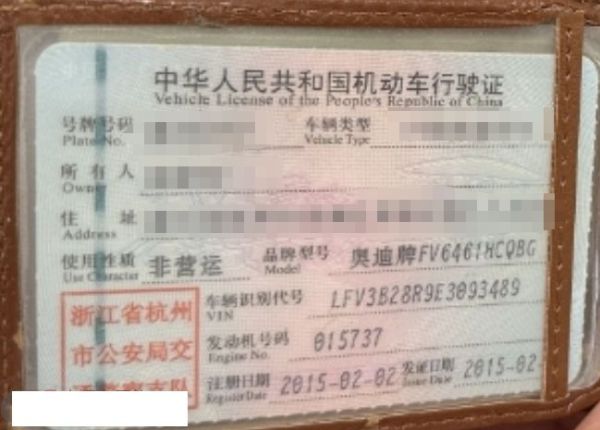 中华人民共和国机动车行驶证
Vehicle License of the People's Republic of China
号牌号码
Plate No.
车辆类型
Vehicle Type
所有人
Owner
住址
Address
使用性质
Use Character
非营运
品牌型号
Model
奥迪牌FV6461HCQBG
浙江省杭州
市公安局交
车辆识别代号
VIN
LFV3B28R9E3093489
发动机号码
Engine No.
015737
注册日期
Register Date
2015-02-02
发证日期
Issue Date
2015-02-